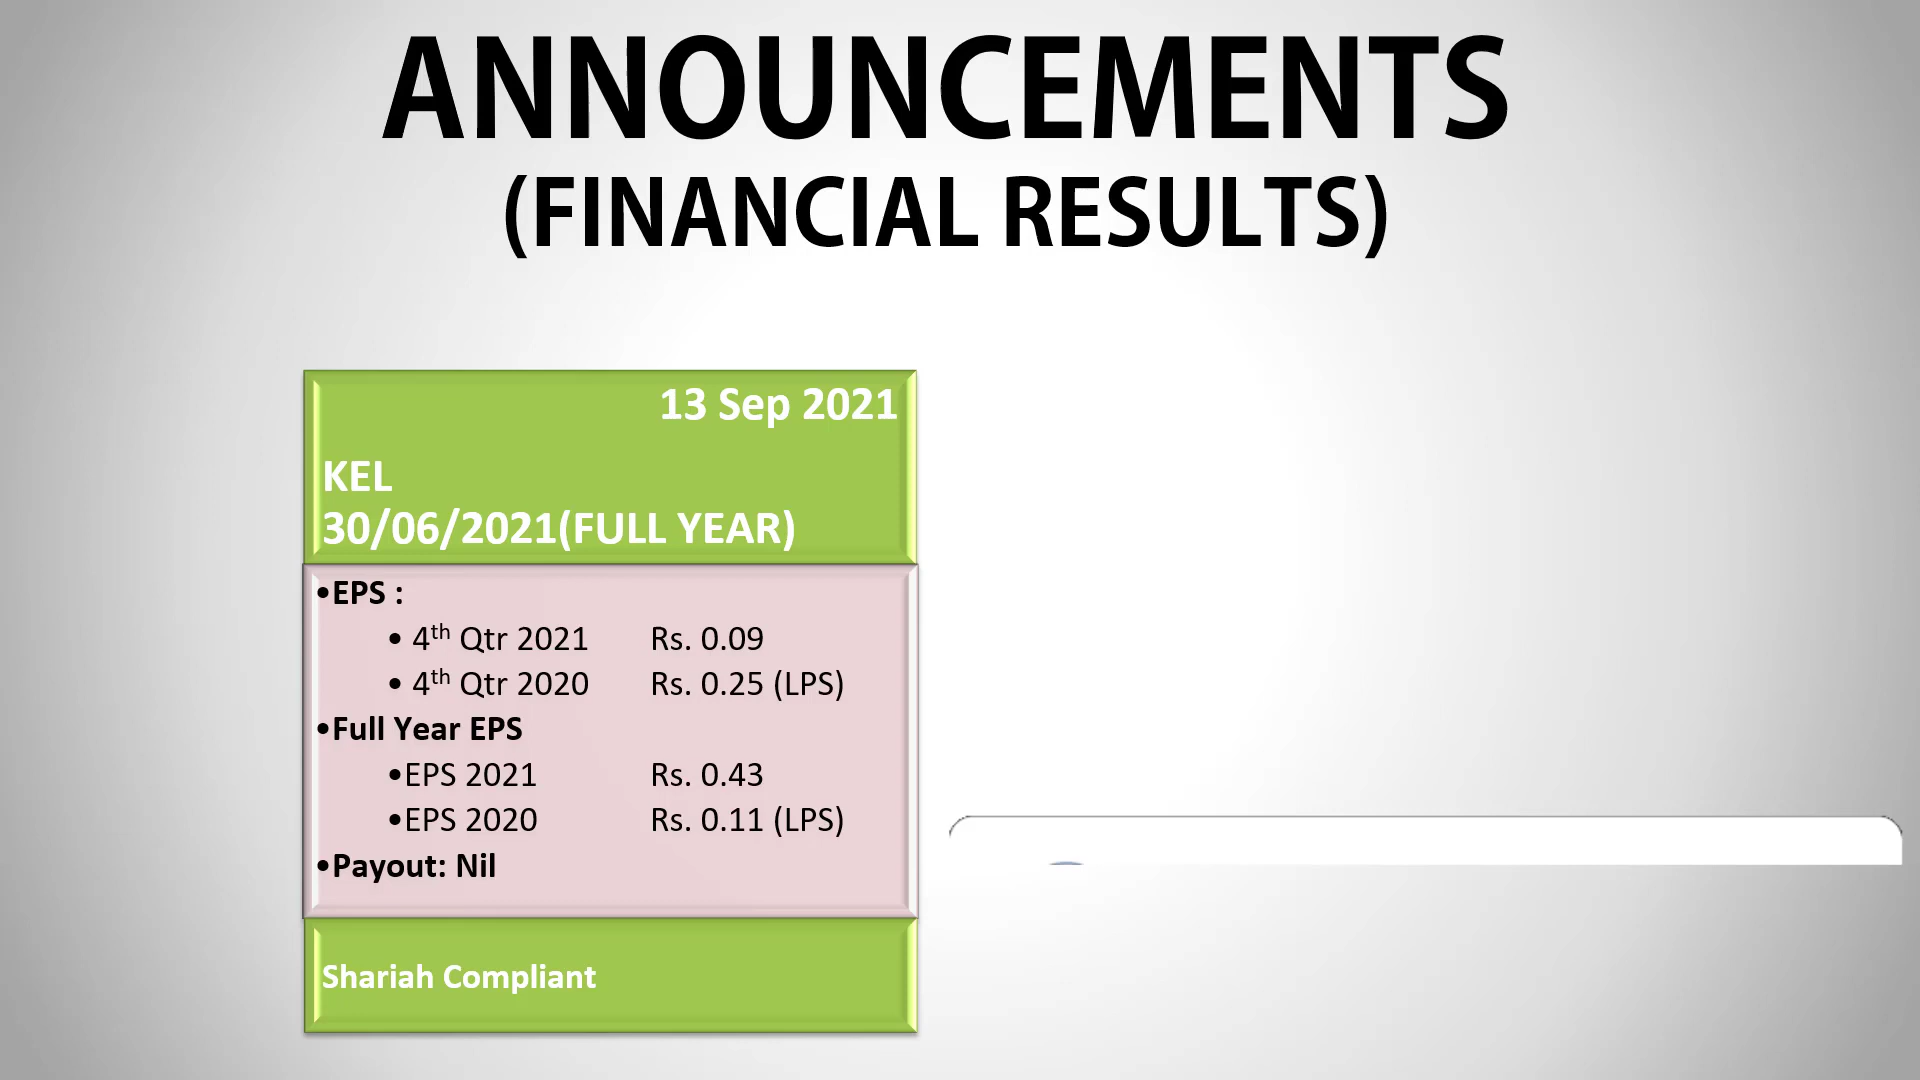 ANNOUNCEMENTS
(FINANCIAL RESULTS)
13 Sep 2021
KEL
30/06/2021(FULL YEAR)
•EPS :
• 4th Qtr 2021 Rs. 0.09
• 4th Qtr 2020 Rs. 0.25 (LPS)
•Full Year EPS
•EPS 2021 Rs. 0.43
•EPS 2020 Rs. 0.11 (LPS)
•Payout: Nil
Shariah Compliant